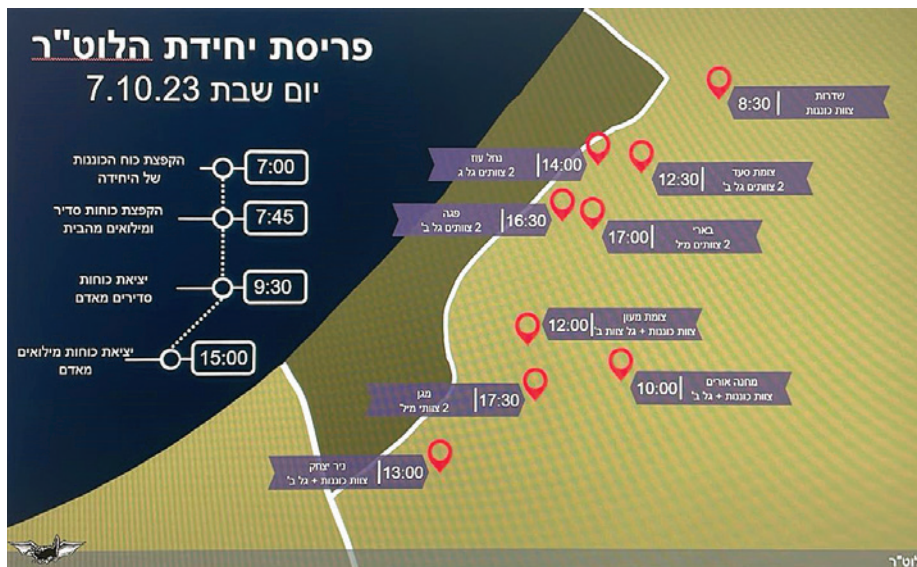 פריסת יחידת הלוט"ר
יום שבת 7.10.23
7:00
הקפצת כוח הכוננות
של היחידה
7:45
הקפצת כוחות סדיר
ומילואים מהבית
9:30
יציאת כוחות
סדירים מאדם
15:00
יציאת כוחות מילואים
מאדם
שדרות
צוות כוננות
8:30
נחל עוז
2 צוותים גל ג
14:00
צומת סעד
2 צוותים גל ב'
12:30
פגה
2 צוותים גל ב'
16:30
בארי
2 צוותים מיל
17:00
צומת מעון
צוות כוננות + גל צוות ב'
12:00
מחנה אורים
צוות כוננות + גל ב'
10:00
מגן
2 צוותי מיל'
17:30
ניר יצחק
צוות כוננות + גל ב'
13:00
לוט"ר